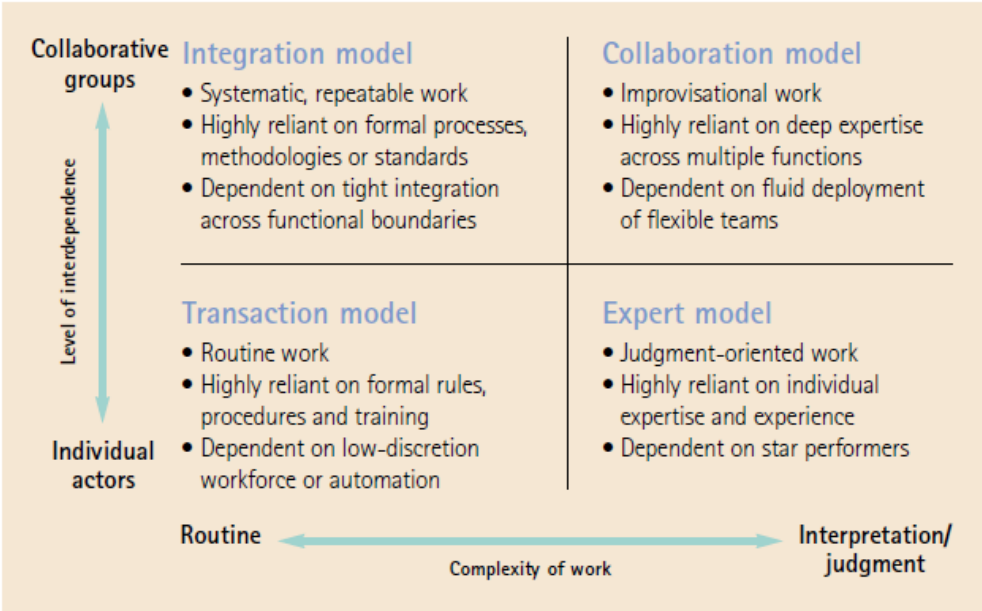 Collaborative
groups
Integration model
• Systematic, repeatable work
• Highly reliant on formal processes,
methodologies or standards
• Dependent on tight integration
across functional boundaries
Collaboration model
• Improvisational work
• Highly reliant on deep expertise
across multiple functions
• Dependent on fluid deployment
of flexible teams
Level of interdependence
Transaction model
• Routine work
• Highly reliant on formal rules,
procedures and training
• Dependent on low-discretion
workforce or automation
Expert model
• Judgment-oriented work
• Highly reliant on individual
expertise and experience
• Dependent on star performers
Individual
actors
Routine
Interpretation/
judgment
Complexity of work